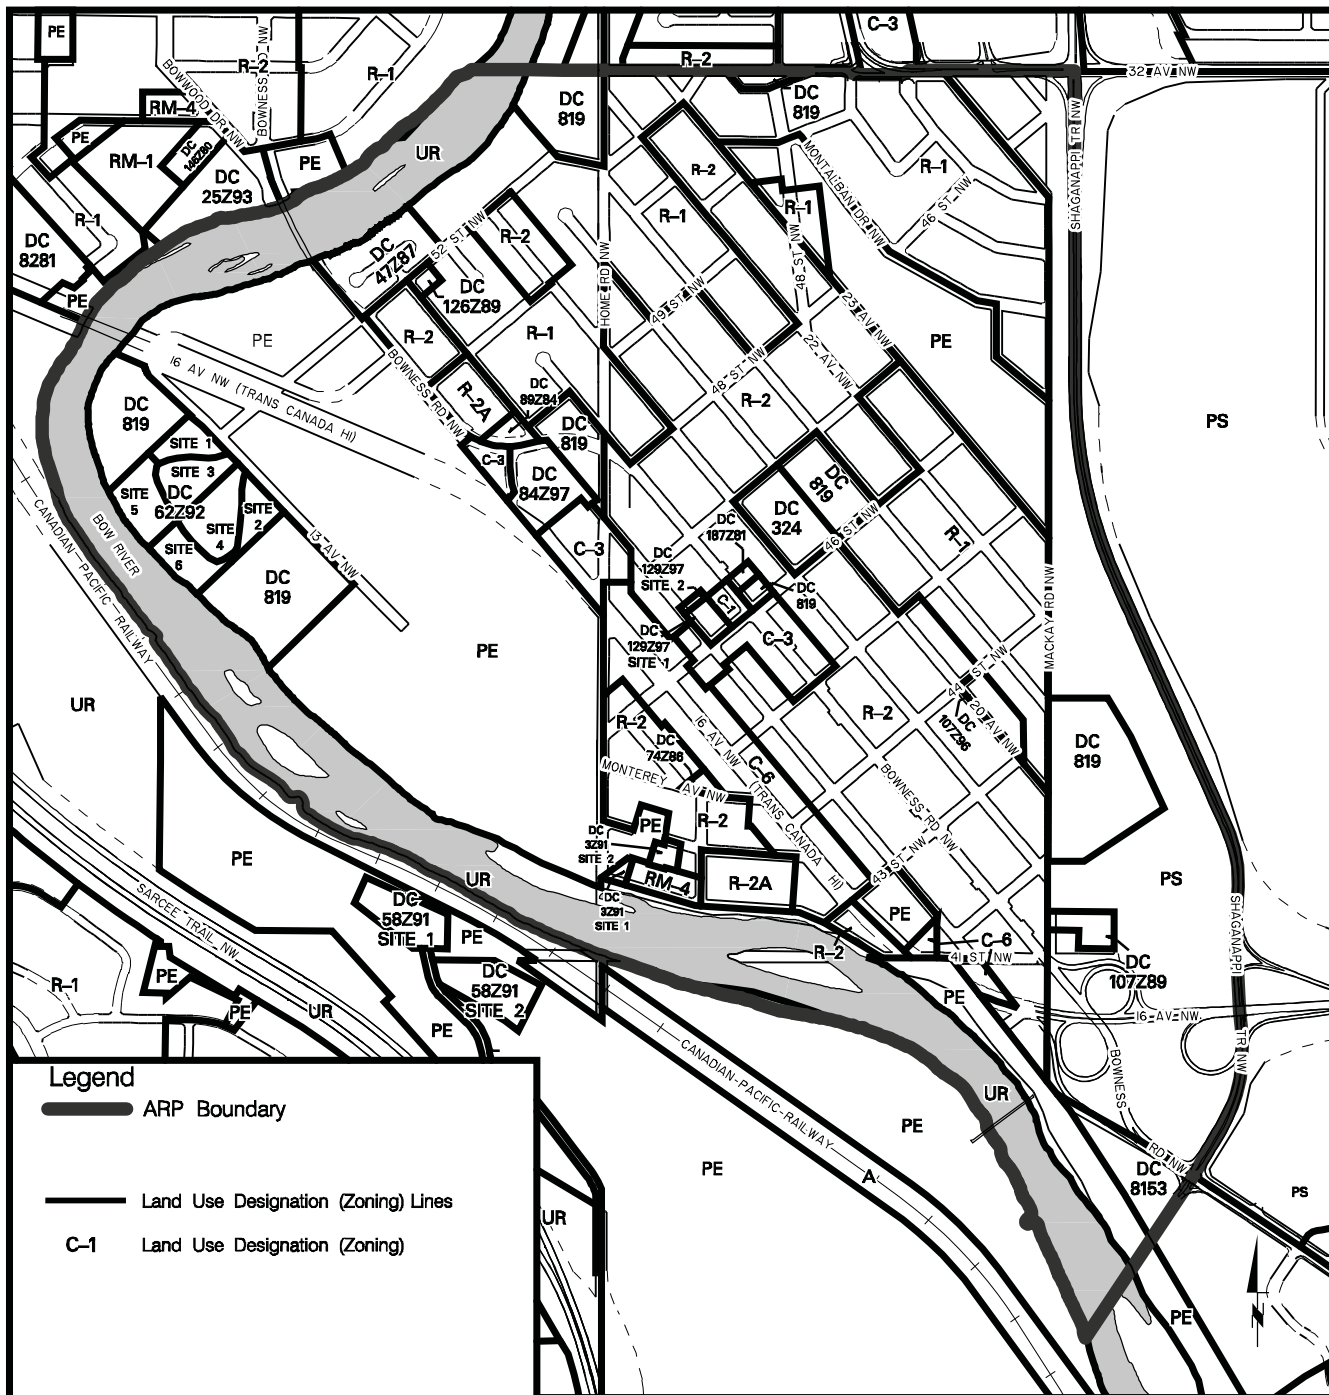 PE
C-3
BOWNESS RD NW
R-2
R-1
R-2
BOWWOOD DR NW
32 AV NW
RM-4
DC
819
DC
819
SHAGANAPPI TR NW
PE
RM-1
DC
146Z80
PE
UR
MONTALBAN DR NW
R-1
DC
25Z93
R-2
46 ST NW
R-1
R-1
R-1
DC
8281
DC
47Z87
52 ST NW
R-2
HOME RD NW
48 ST NW
DC
126Z89
49 ST NW
23 AV NW
PE
PE
R-2
R-1
22 AV NW
PE
16 AV NW (TRANS CANADA HI)
BOWNESS RD NW
48 ST NW
R-2
R-2A
DC
89Z84
DC
819
DC
819
PS
SITE 1
C-3
SITE 3
DC
84Z97
DC
819
SITE
5
DC
62Z92
SITE
2
SITE
4
DC
324
SITE
6
DC
187Z81
46 ST NW
R-1
BOW RIVER
CANADIAN-PACIFIC-RAILWAY
13 AV NW
C-3
DC
129Z97
SITE 2
DC
819
DC
819
C-1
MACKAY RD NW
DC
129Z97
SITE 1
C-3
PE
44 ST NW
UR
R-2
R-2
20 AV NW
DC
107Z96
DC
74Z86
16 AV NW (TRANS CANADA HI)
DC
819
C-6
MONTEREY AV NW
BOWNESS RD NW
PE
R-2
DC
3Z91
SITE 2
PE
43 ST NW
UR
RM-4
R-2A
PS
SARCEE TRAIL NW
DC
58Z91
SITE 1
DC
3Z91
SITE 1
PE
SHAGANAPPI TR NW
PE
R-2
C-6
41 ST NW
DC
107Z89
PE
R-1
DC
58Z91
SITE 2
PE
PE
UR
PE
16 AV NW
CANADIAN-PACIFIC-RAILWAY
BOWNESS RD NW
Legend
UR
ARP Boundary
PE
PE
A
DC
8153
PS
Land Use Designation (Zoning) Lines
UR
C-1
Land Use Designation (Zoning)
PE
N